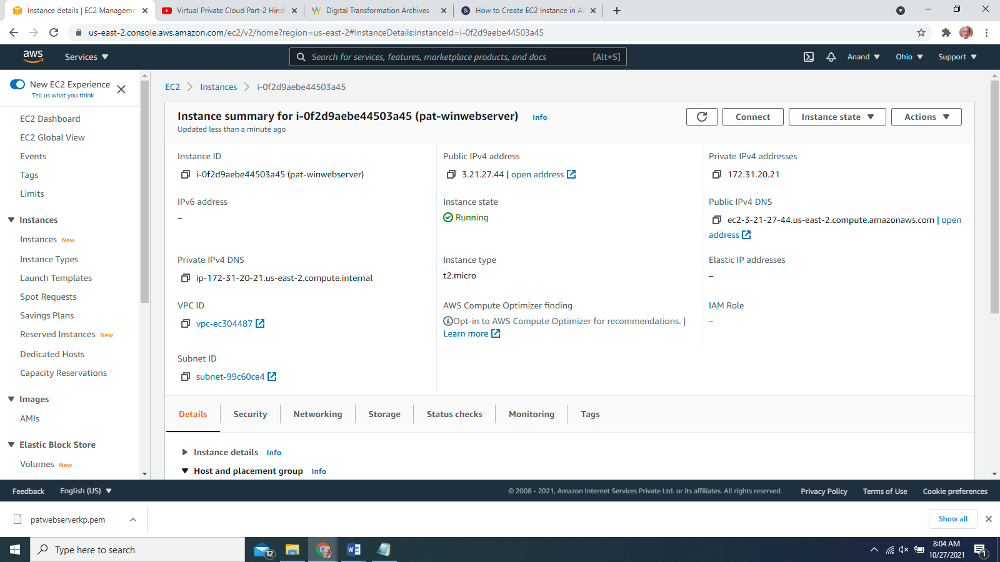 Instance details | EC2 Manageme
Virtual Private Cloud Part-2 Hindi
Digital Transformation Archives -
How to Create EC2 Instance in AW
us-east-2.console.aws.amazon.com/ec2/v2/home?region=us-east-2#InstanceDetails:instanceId=i-0f2d9aebe44503a45
aws
Services
Search for services, features, marketplace products, and docs
[Alt+S]
Anand
Ohio
Support
New EC2 Experience
Tell us what you think
EC2 Dashboard
EC2 Global View
Events
Tags
Limits
Instances
Instances New
Instance Types
Launch Templates
Spot Requests
Savings Plans
Reserved Instances New
Dedicated Hosts
Capacity Reservations
Images
AMIs
Elastic Block Store
Volumes New
EC2 > Instances > i-0f2d9aebe44503a45
Instance summary for i-0f2d9aebe44503a45 (pat-winwebserver) Info
Updated less than a minute ago
Connect
Instance state
Actions
Instance ID
i-0f2d9aebe44503a45 (pat-winwebserver)
Public IPv4 address
3.21.27.44 | open address
Private IPv4 addresses
172.31.20.21
IPv6 address
–
Instance state
Running
Public IPv4 DNS
ec2-3-21-27-44.us-east-2.compute.amazonaws.com | open
address
Private IPv4 DNS
ip-172-31-20-21.us-east-2.compute.internal
Instance type
t2.micro
Elastic IP addresses
–
VPC ID
vpc-ec304487
AWS Compute Optimizer finding
Opt-in to AWS Compute Optimizer for recommendations. |
Learn more
IAM Role
–
Subnet ID
subnet-99c60ce4
Details
Security
Networking
Storage
Status checks
Monitoring
Tags
Instance details Info
Host and placement group Info
Feedback
English (US)
© 2008 - 2021, Amazon Internet Services Private Ltd. or its affiliates. All rights reserved.
Privacy Policy
Terms of Use
Cookie preferences
patwebserverkp.pem
Show all
Type here to search
12
8:04 AM
10/27/2021
1